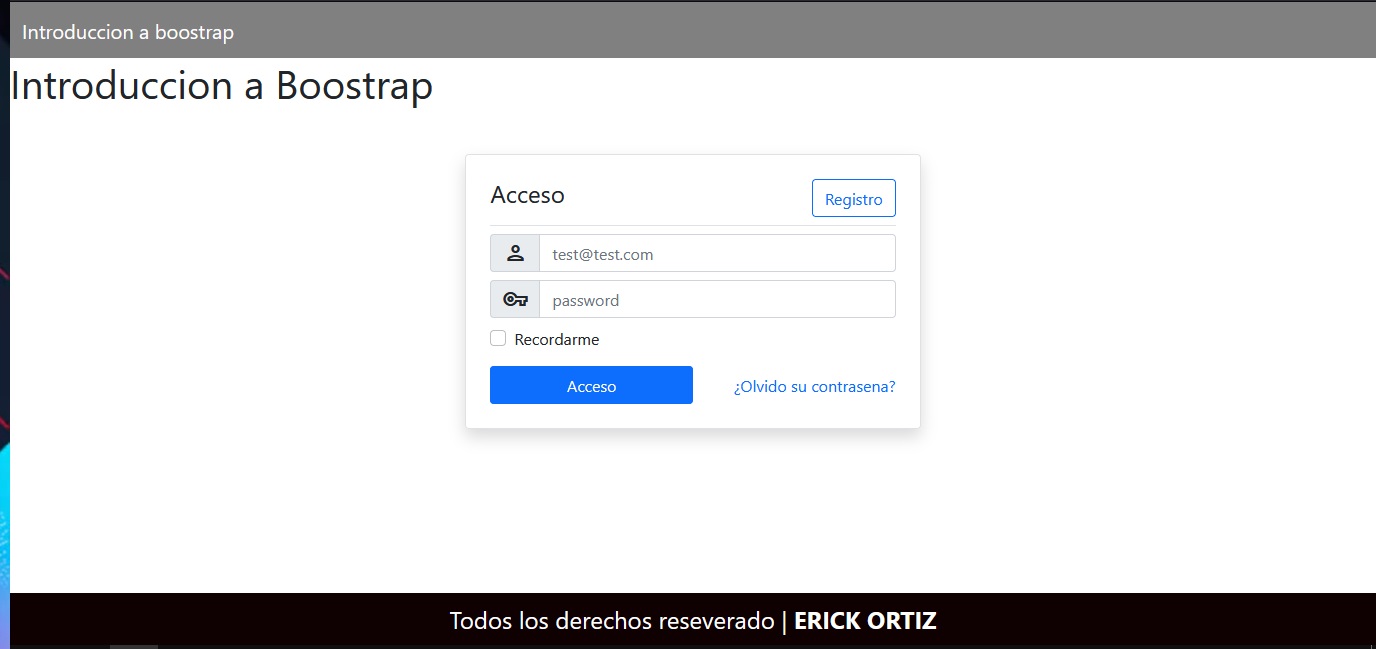 Introduccion a boostrap
Introduccion a Boostrap
Acceso
Registro
test@test.com
password
Recordarme
Acceso
¿Olvido su contrasena?
Todos los derechos reseverado | ERICK ORTIZ